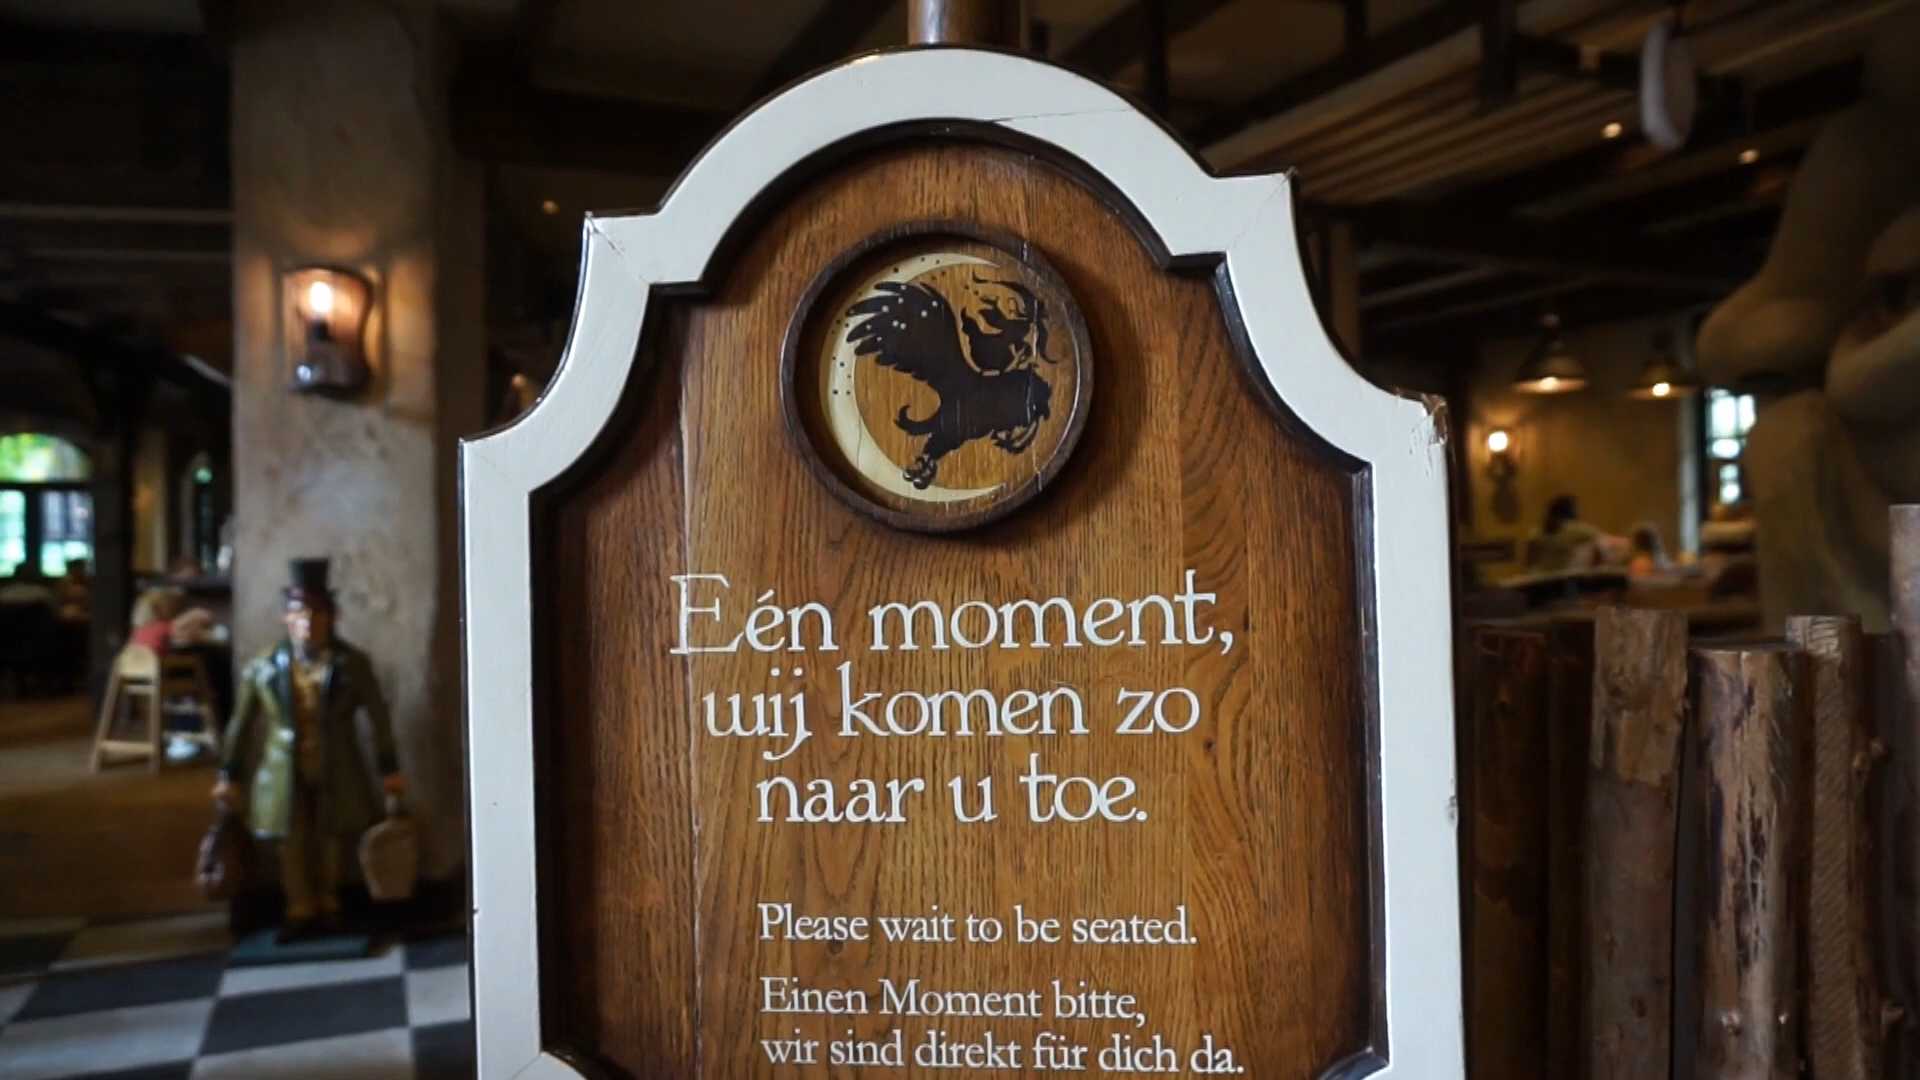 Eén moment,
wij komen zo
naar u toe.
Please wait to be seated.
Einen Moment bitte,
wir sind direkt für dich da.